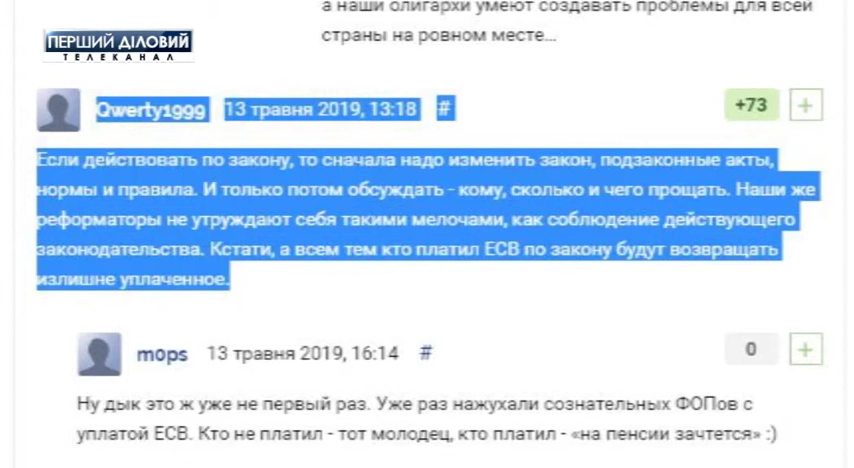 а наши олигархи умеют создавать проблемы для всей
страны на ровном месте...
ПЕРШИЙ ДІЛОВИЙ
ТЕЛЕКАНАЛ
Qwerty1999 13 травня 2019, 13:18 # +73 +
Если действовать по закону, то сначала надо изменить закон, подзаконные акты,
нормы и правила. И только потом обсуждать - кому, сколько и чего прощать. Наши же
реформаторы не утруждают себя такими мелочами, как соблюдение действующего
законодательства. Кстати, а всем тем кто платил ЕСВ по закону будут возвращать
излишне уплаченное.
m0ps 13 травня 2019, 16:14 # 0 +
Ну дык это ж уже не первый раз. Уже раз нажухали сознательных ФОПов с
уплатой ЕСВ. Кто не платил - тот молодец, кто платил - «на пенсии зачтется» :)